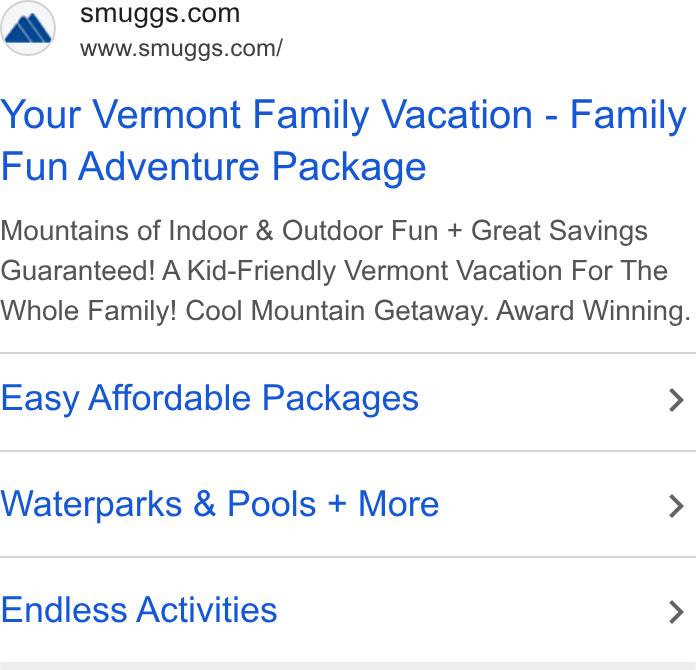 smuggs.com
www.smuggs.com/
Your Vermont Family Vacation - Family
Fun Adventure Package
Mountains of Indoor & Outdoor Fun + Great Savings
Guaranteed! A Kid-Friendly Vermont Vacation For The
Whole Family! Cool Mountain Getaway. Award Winning.
Easy Affordable Packages
Waterparks & Pools + More
Endless Activities